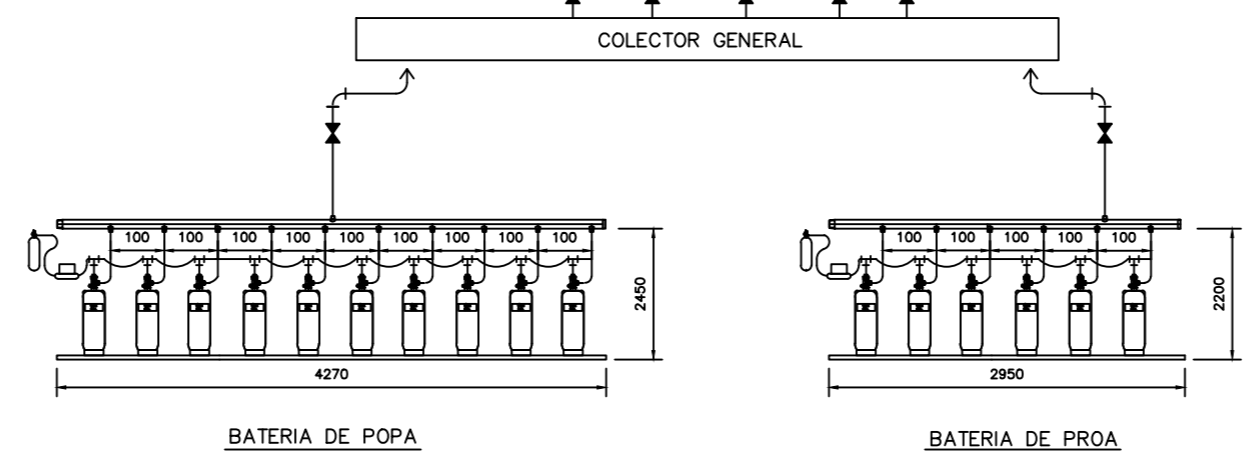 COLECTOR GENERAL
100 100 100 100 100 100 100 100 100
100 100 100 100 100
2450
2200
4270
2950
BATERIA DE POPA
BATERIA DE PROA